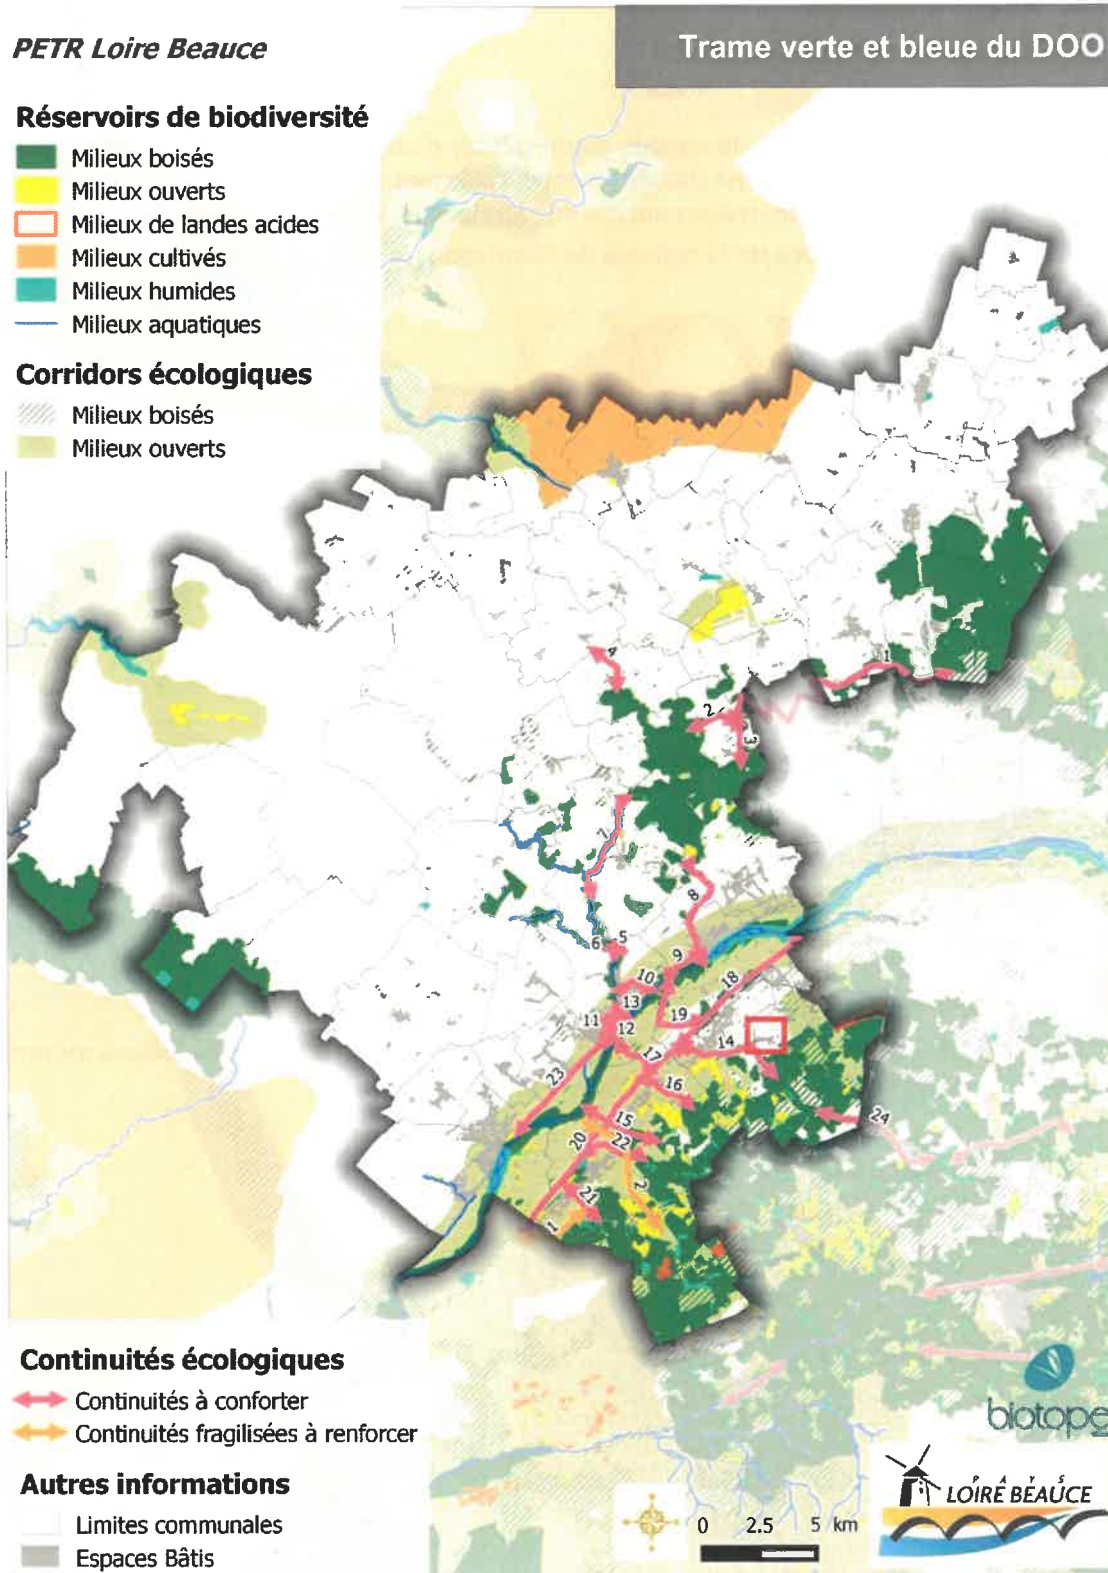 PETR Loire Beauce
Trame verte et bleue du DOO
Réservoirs de biodiversité
Milieux boisés
Milieux ouverts
Milieux de landes acides
Milieux cultivés
Milieux humides
Milieux aquatiques
Corridors écologiques
Milieux boisés
Milieux ouverts
4
1
2
3
7
8
6
5
9
10
18
13
11
12
19
14
17
23
16
15
24
20
22
2
21
1
Continuités écologiques
Continuités à conforter
Continuités fragilisées à renforcer
Autres informations
Limites communales
Espaces Bâtis
0 2.5 5 km
biotope
PAYS
LOIRE BEAUCE